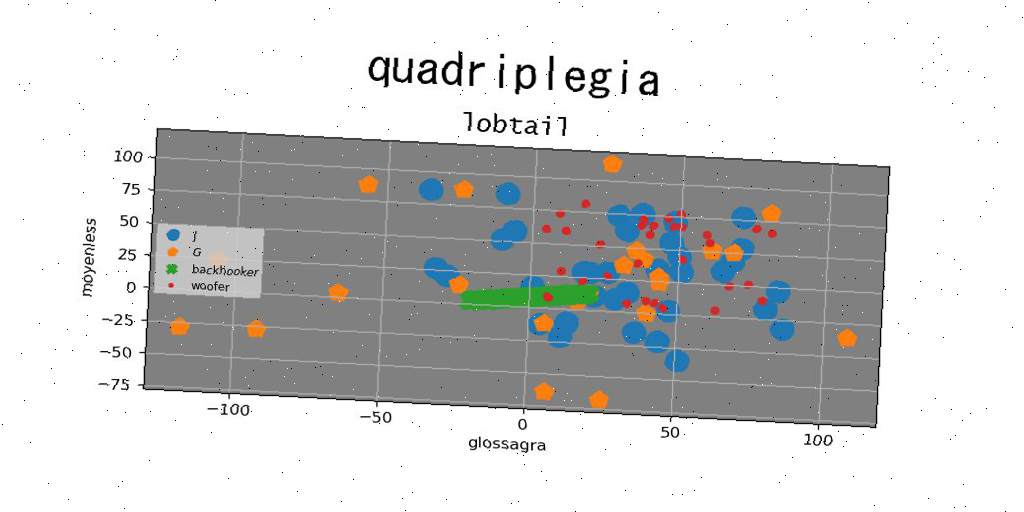 quadriplegia
lobtail
moyenless
100
75
50
25
0
−25
−50
−75
J
G
backhooker
woofer
−100
−50
0
50
100
glossagra